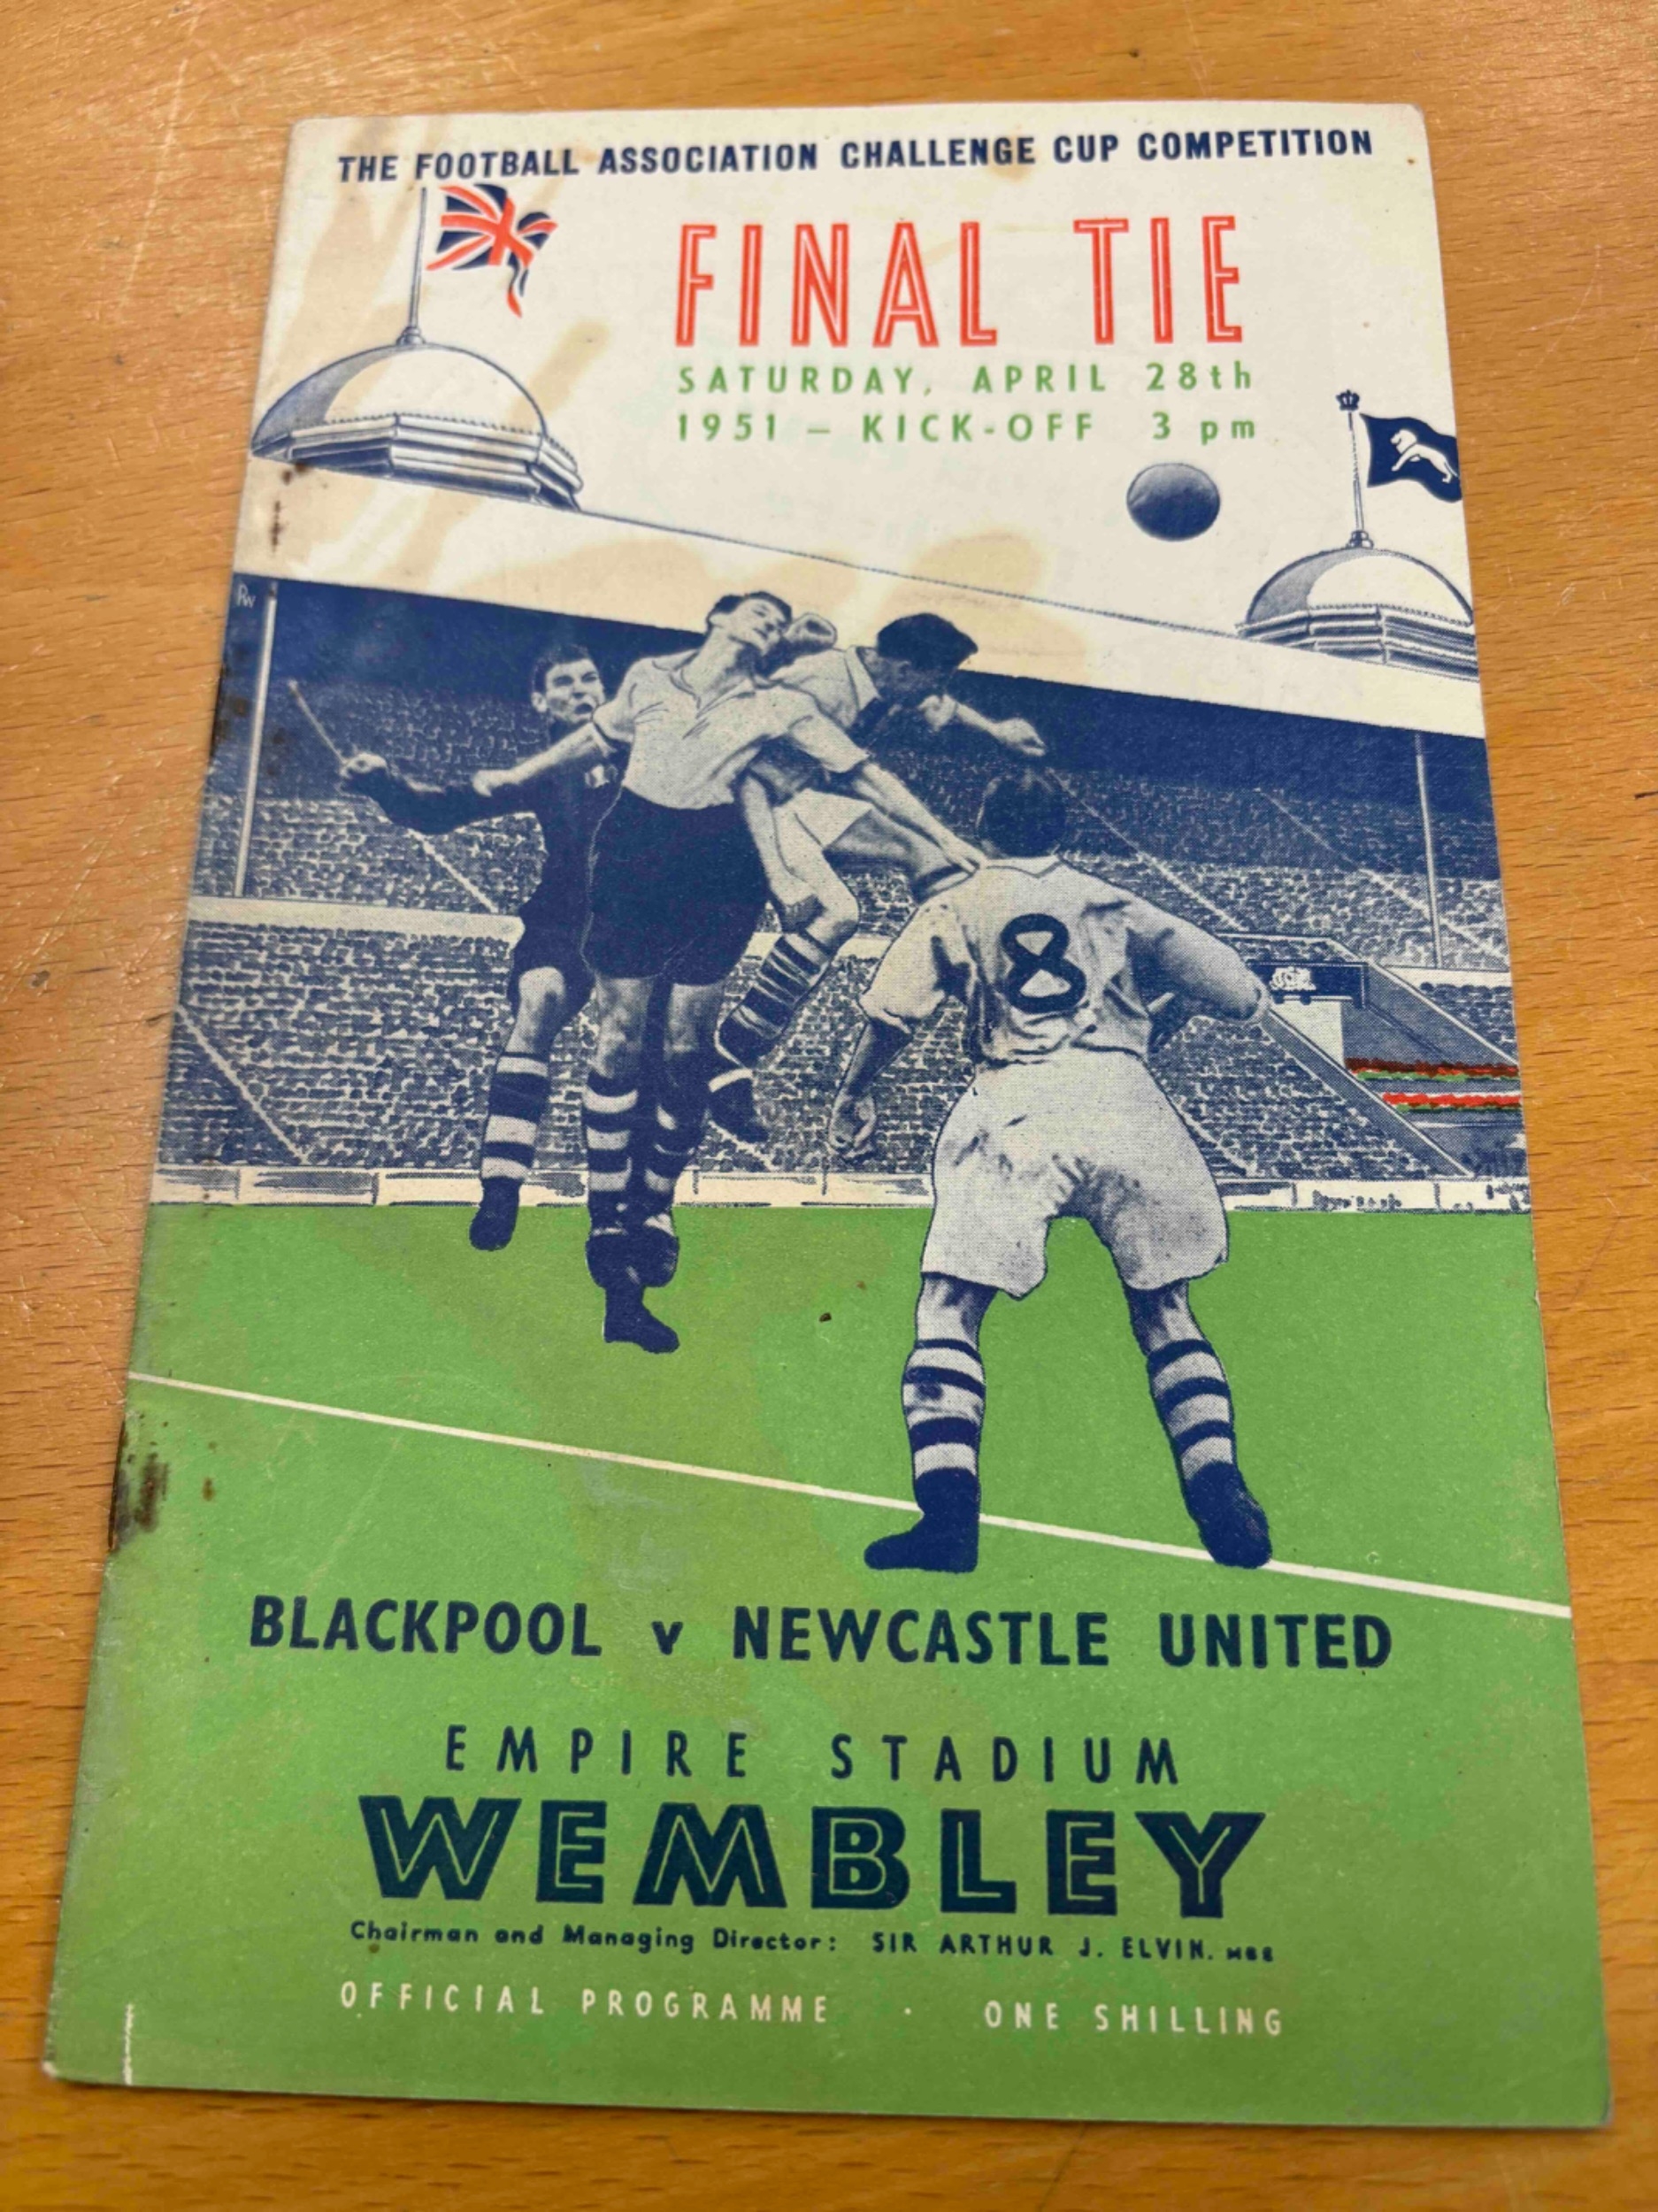 THE FOOTBALL ASSOCIATION CHALLENGE CUP COMPETITION
FINAL TIE
SATURDAY, APRIL 28th
1951 – KICK-OFF 3 pm
RW
8
BLACKPOOL v NEWCASTLE UNITED
EMPIRE STADIUM
WEMBLEY
Chairman and Managing Director: SIR ARTHUR J. ELVIN. MBE
OFFICIAL PROGRAMME · ONE SHILLING